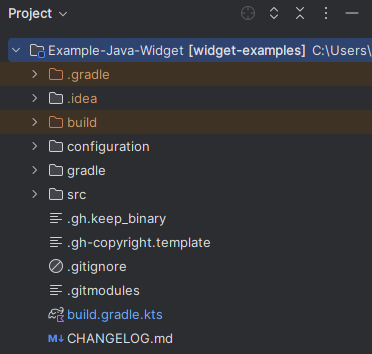 Project
Example-Java-Widget [widget-examples] C:\Users\
.gradle
.idea
build
configuration
gradle
src
.gh.keep_binary
.gh-copyright.template
.gitignore
.gitmodules
build.gradle.kts
M↓ CHANGELOG.md